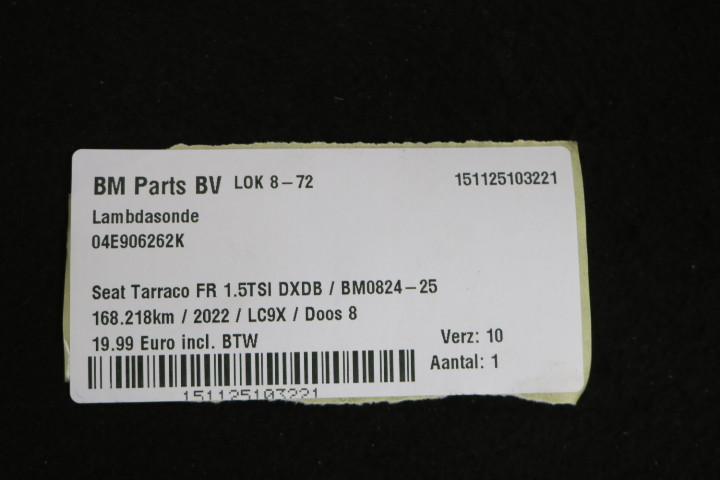 BM Parts BV LOK 8-72 151125103221
Lambdasonde
04E906262K
Seat Tarraco FR 1.5TSI DXDB / BM0824-25
168.218km / 2022 / LC9X / Doos 8
19.99 Euro incl. BTW Verz: 10
Aantal: 1
151125103221